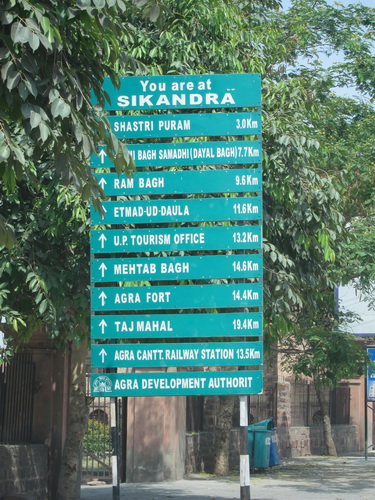 You are at
SIKANDRA
SHASTRI PURAM 3.0Km
BAGH SAMADHI(DAYAL BAGH) 7.7Km
RAM BAGH 9.6Km
ETMAD-UD-DAULA 11.6Km
U.P. TOURISM OFFICE 13.2Km
MEHTAB BAGH 14.6Km
AGRA FORT 14.4Km
TAJ MAHAL 19.4Km
AGRA CANTT. RAILWAY STATION 13.5Km
AGRA DEVELOPMENT AUTHORIT